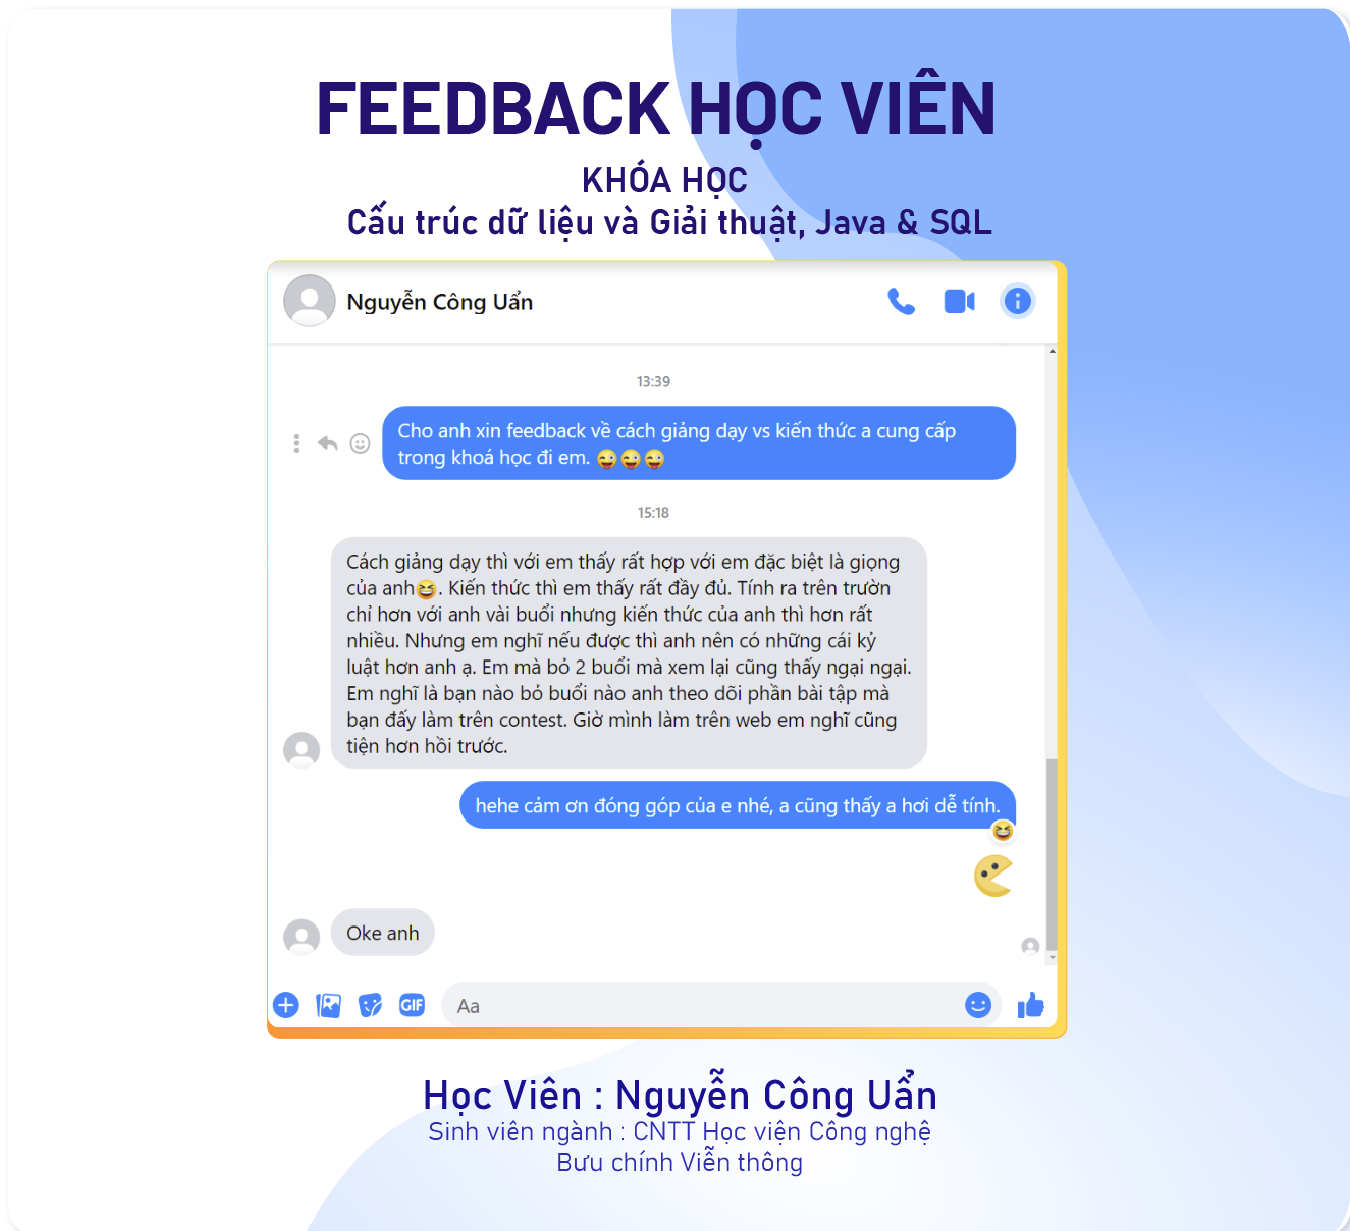 FEEDBACK HỌC VIÊN
KHÓA HỌC
Cấu trúc dữ liệu và Giải thuật, Java & SQL
Nguyễn Công Uẩn
13:39
Cho anh xin feedback về cách giảng dạy vs kiến thức a cung cấp
trong khoá học đi em. 😜😜😜
15:18
Cách giảng dạy thì với em thấy rất hợp với em đặc biệt là giọng
của anh😆. Kiến thức thì em thấy rất đầy đủ. Tính ra trên trườn
chỉ hơn với anh vài buổi nhưng kiến thức của anh thì hơn rất
nhiều. Nhưng em nghĩ nếu được thì anh nên có những cái kỷ
luật hơn anh ạ. Em mà bỏ 2 buổi mà xem lại cũng thấy ngại ngại.
Em nghĩ là bạn nào bỏ buổi nào anh theo dõi phần bài tập mà
bạn đấy làm trên contest. Giờ mình làm trên web em nghĩ cũng
tiện hơn hồi trước.
hehe cảm ơn đóng góp của e nhé, a cũng thấy a hơi dễ tính.
Oke anh
GIF
Aa
Học Viên : Nguyễn Công Uẩn
Sinh viên ngành : CNTT Học viện Công nghệ
Bưu chính Viễn thông